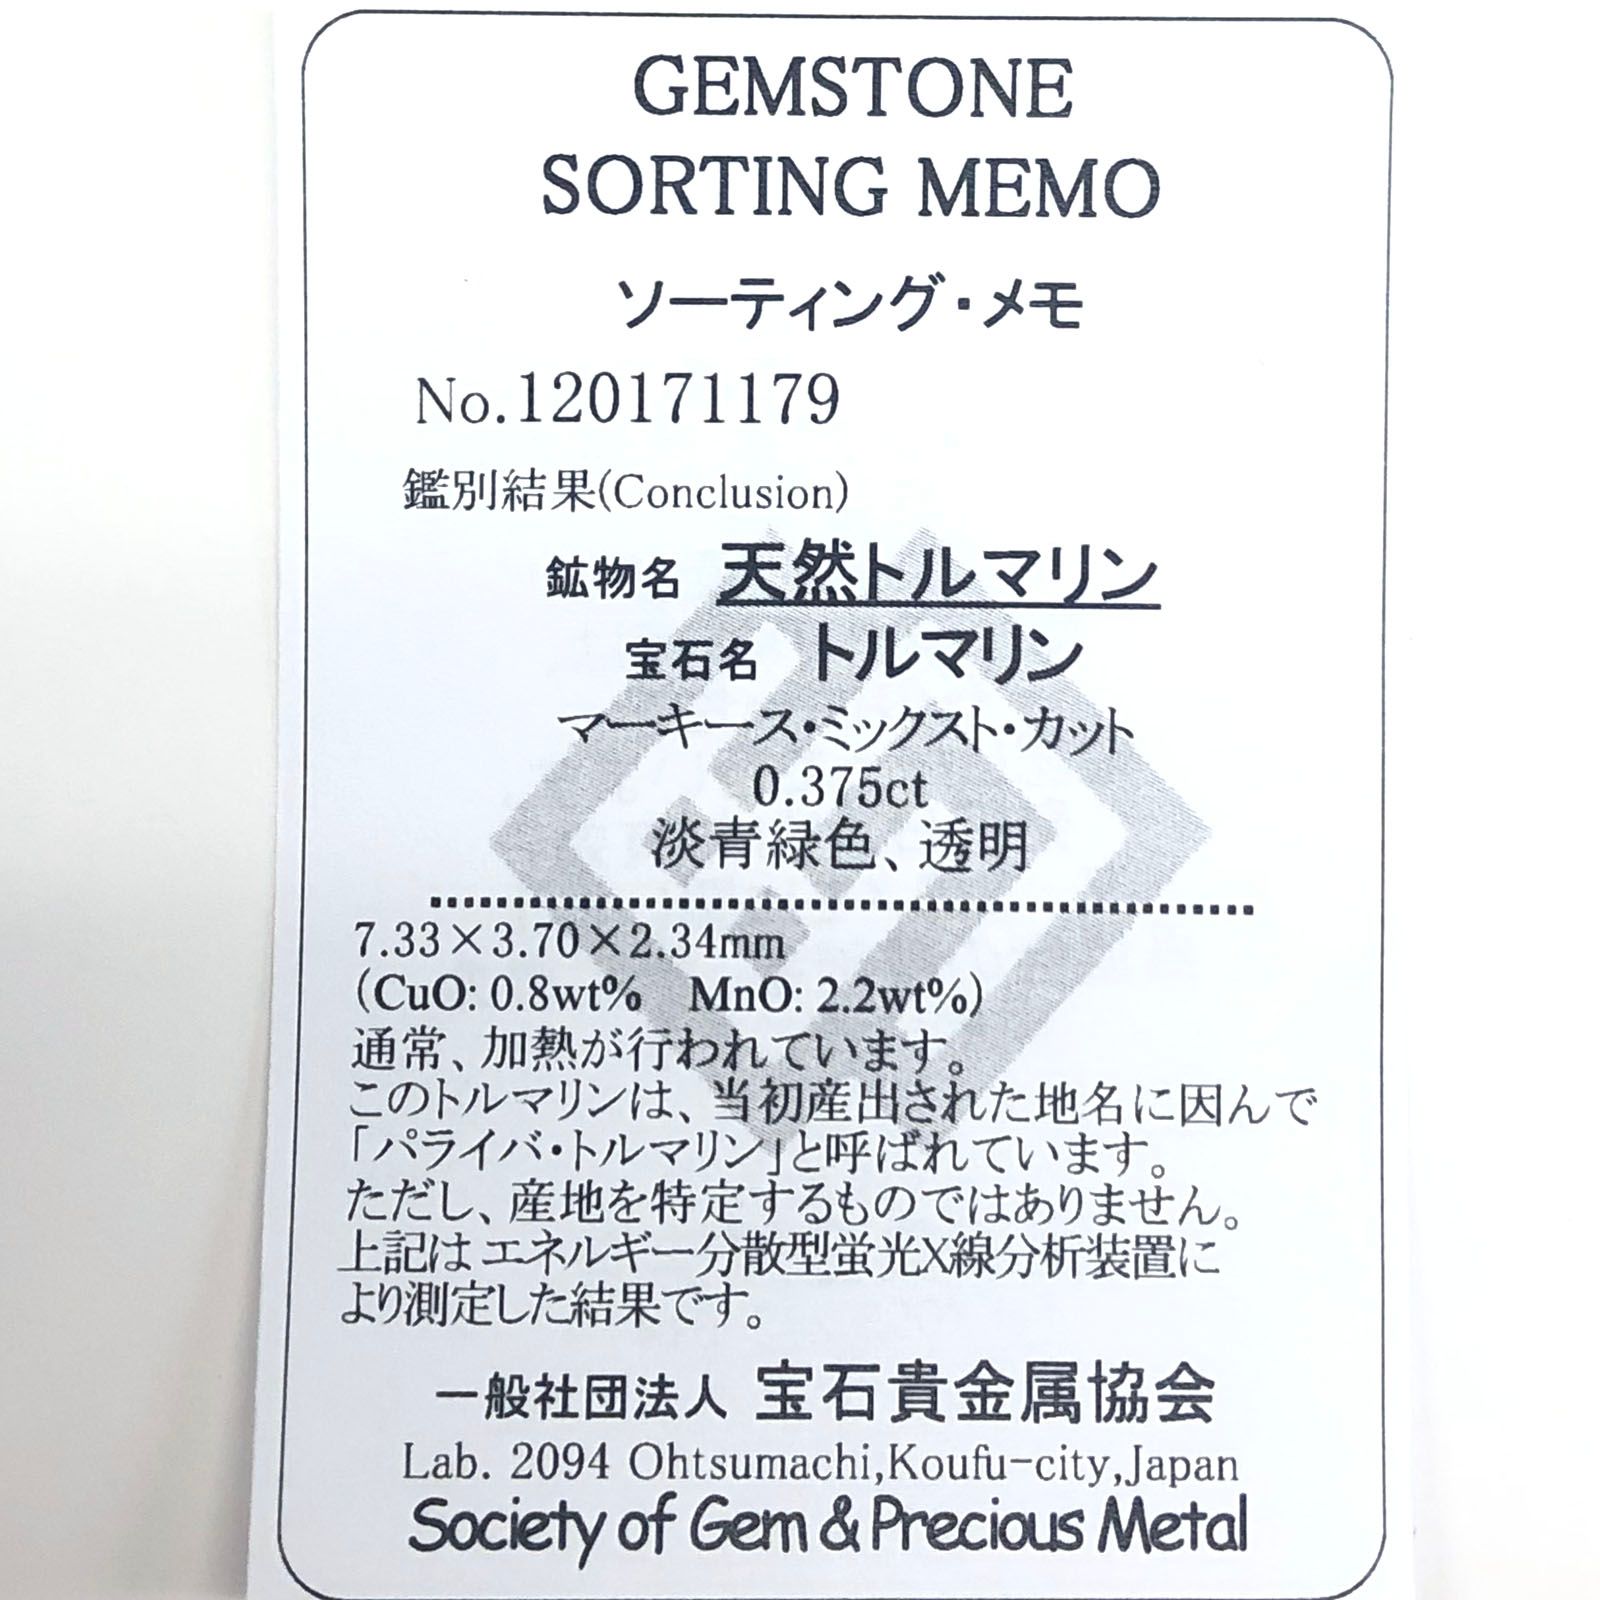 GEMSTONE
SORTING MEMO
ソーティング・メモ
No.120171179
鑑別結果(Conclusion)
鉱物名 天然トルマリン
宝石名 トルマリン
マーキース・ミックスト・カット
0.375ct
淡青緑色、透明
7.33×3.70×2.34mm
(CuO: 0.8wt% MnO: 2.2wt%)
通常、加熱が行われています。
このトルマリンは、当初産出された地名に因んで
「パライバ・トルマリン」と呼ばれています。
ただし、産地を特定するものではありません。
上記はエネルギー分散型蛍光X線分析装置に
より測定した結果です。
一般社団法人 宝石貴金属協会
Lab. 2094 Ohtsumachi,Koufu-city,Japan
Society of Gem & Precious Metal